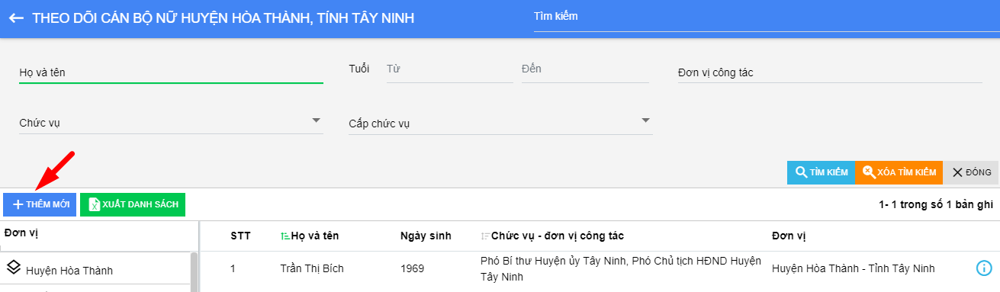 THEO DÕI CÁN BỘ NỮ HUYỆN HÒA THÀNH, TỈNH TÂY NINH
Tìm kiếm
Họ và tên
Tuổi Từ Đến
Đơn vị công tác
Chức vụ
Cấp chức vụ
TÌM KIẾM
XÓA TÌM KIẾM
ĐÓNG
THÊM MỚI
XUẤT DANH SÁCH
1- 1 trong số 1 bản ghi
Đơn vị
STT Họ và tên Ngày sinh Chức vụ - đơn vị công tác Đơn vị
Huyện Hòa Thành
1 Trần Thị Bích 1969
Phó Bí thư Huyện ủy Tây Ninh, Phó Chủ tịch HĐND Huyện
Tây Ninh
Huyện Hòa Thành - Tỉnh Tây Ninh